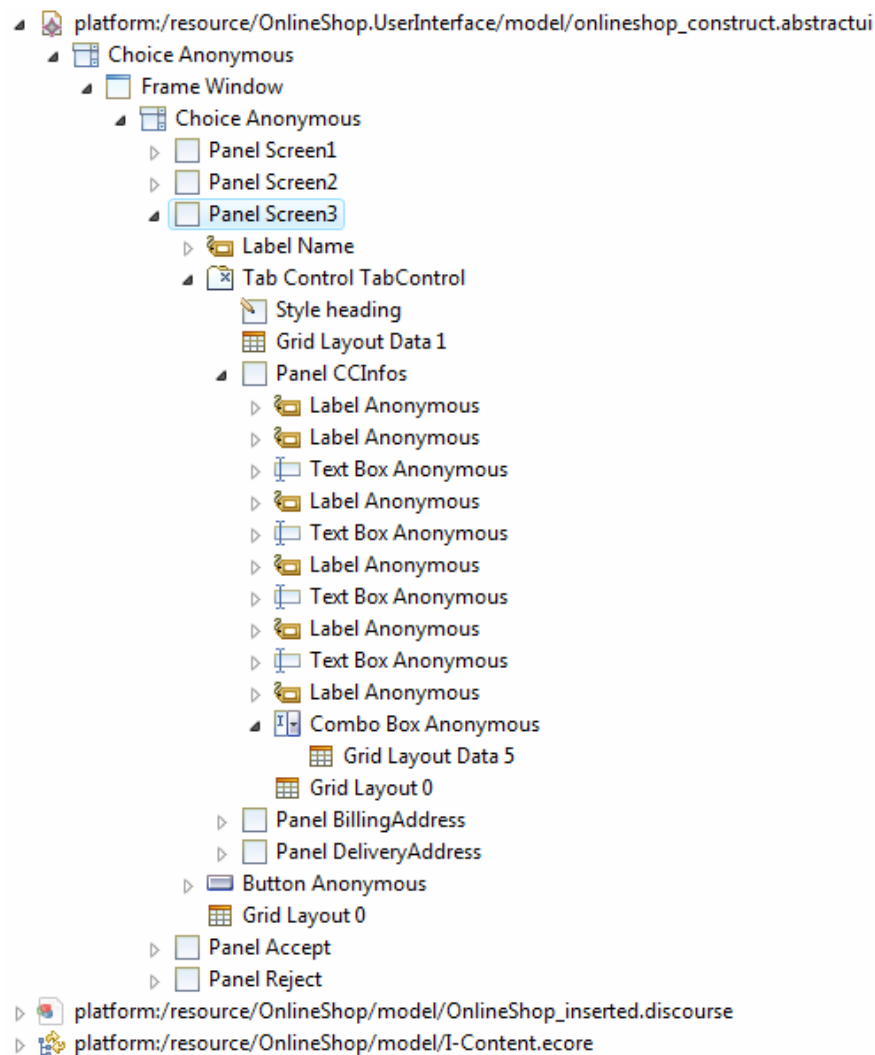 platform:/resource/OnlineShop.UserInterface/model/onlineshop_construct.abstractui
Choice Anonymous
Frame Window
Choice Anonymous
Panel Screen1
Panel Screen2
Panel Screen3
Label Name
Tab Control TabControl
Style heading
Grid Layout Data 1
Panel CCInfos
Label Anonymous
Label Anonymous
Text Box Anonymous
Label Anonymous
Text Box Anonymous
Label Anonymous
Text Box Anonymous
Label Anonymous
Text Box Anonymous
Label Anonymous
Combo Box Anonymous
Grid Layout Data 5
Grid Layout 0
Panel BillingAddress
Panel DeliveryAddress
Button Anonymous
Grid Layout 0
Panel Accept
Panel Reject
platform:/resource/OnlineShop/model/OnlineShop_inserted.discourse
platform:/resource/OnlineShop/model/I-Content.ecore